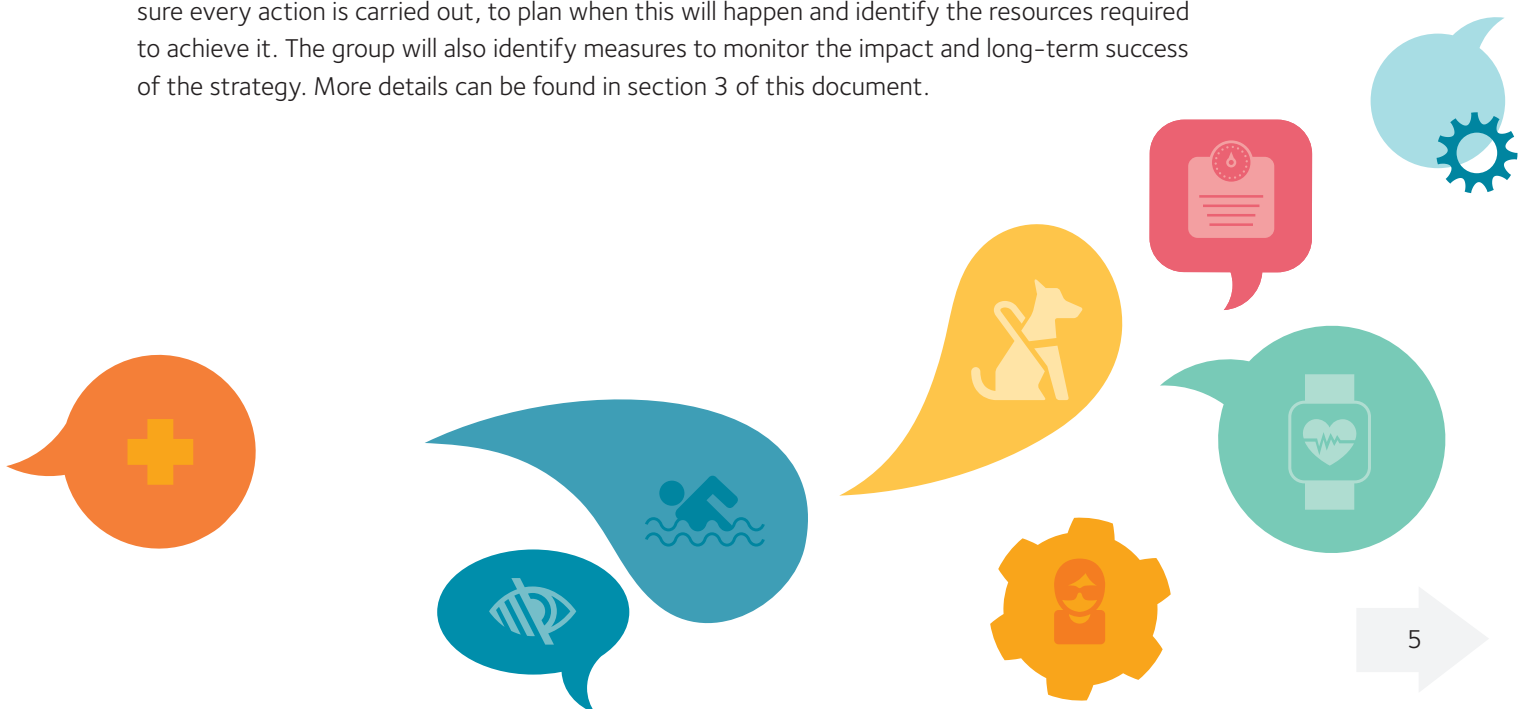 sure every action is carried out, to plan when this will happen and identify the resources required
to achieve it. The group will also identify measures to monitor the impact and long-term success
of the strategy. More details can be found in section 3 of this document.
5